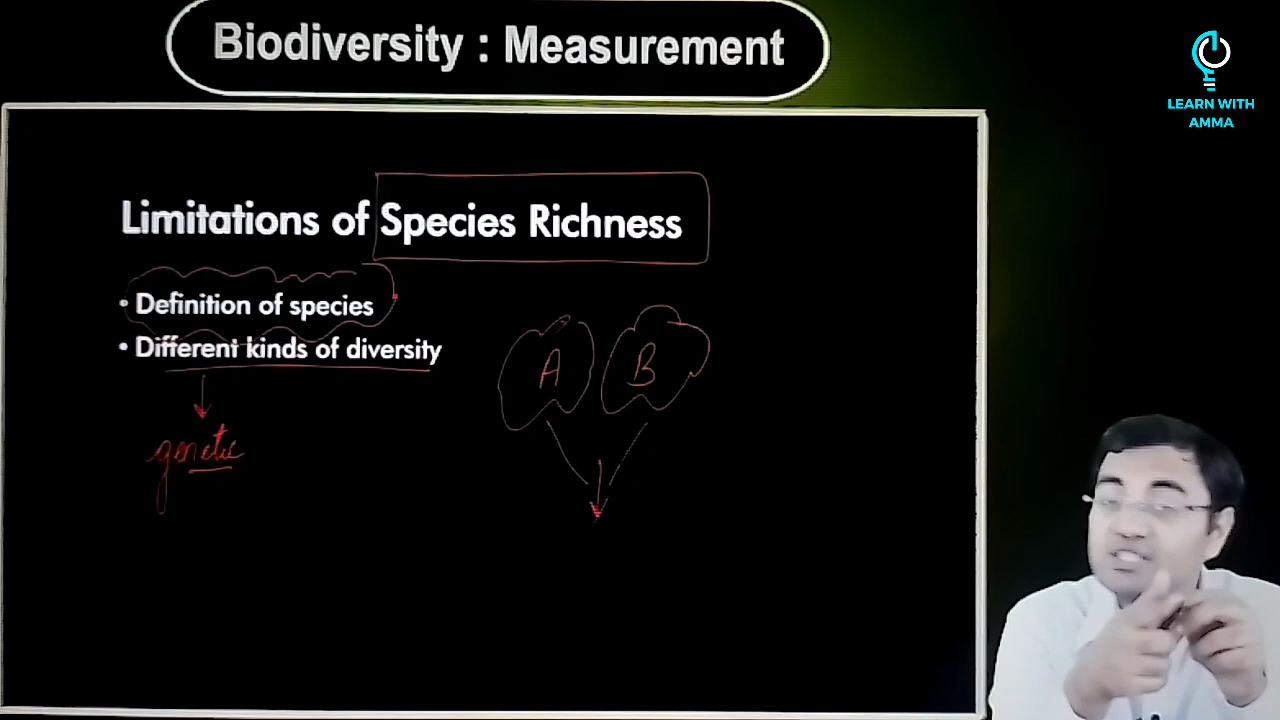 Biodiversity : Measurement
LEARN WITH
AMMA
Limitations of Species Richness
• Definition of species
• Different kinds of diversity
A B
genetic